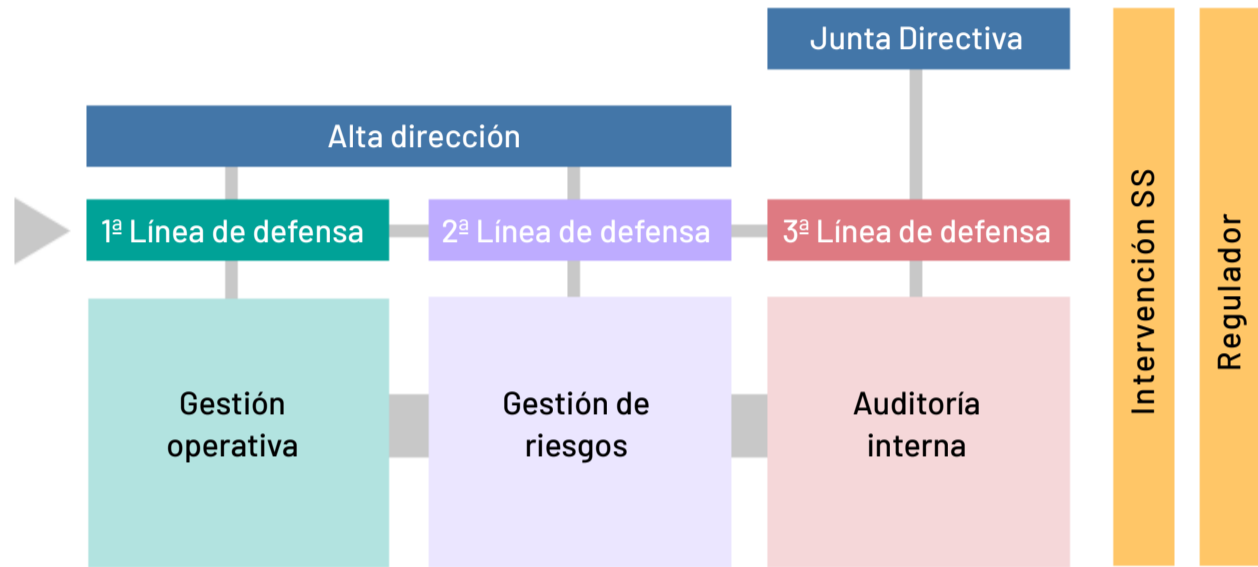 Junta Directiva
Alta dirección
1ª Línea de defensa
2ª Línea de defensa
3ª Línea de defensa
Gestión
operativa
Gestión de
riesgos
Auditoría
interna
Intervención SS
Regulador